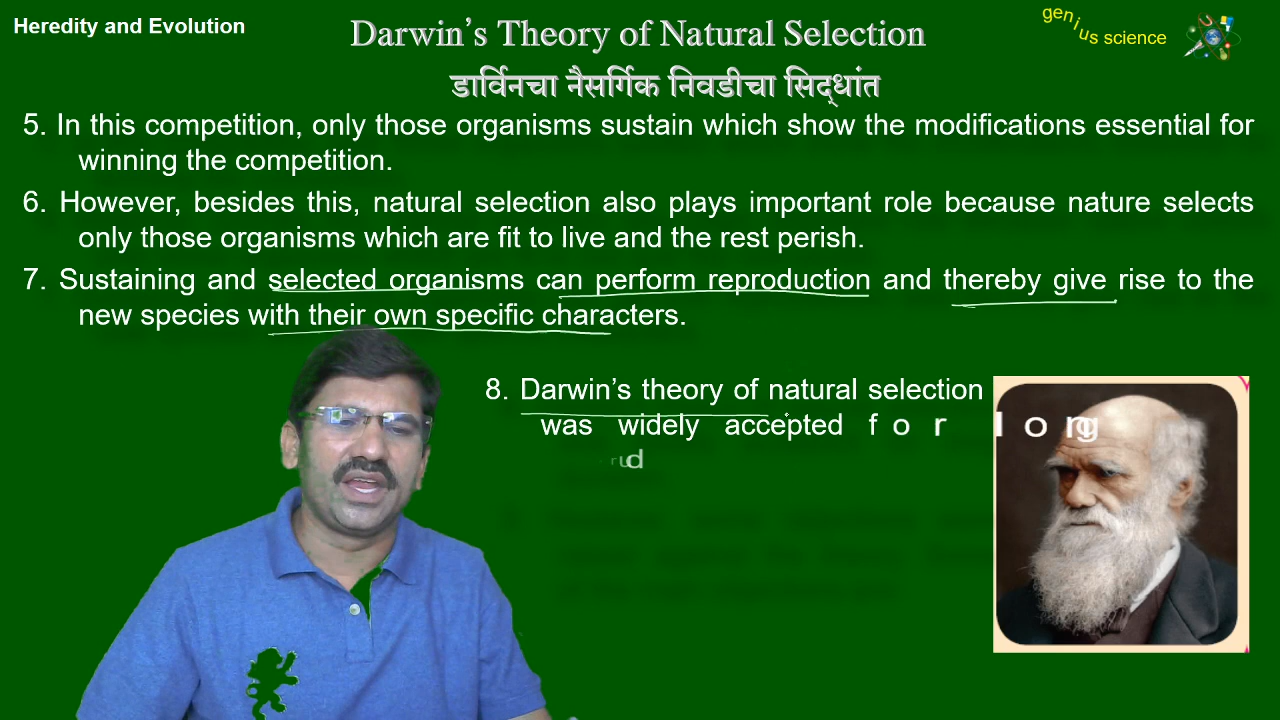 Heredity and Evolution
Darwin's Theory of Natural Selection
genius science
डार्विनचा नैसर्गिक निवडीचा सिद्धांत
5. In this competition, only those organisms sustain which show the modifications essential for
winning the competition.
6. However, besides this, natural selection also plays important role because nature selects
only those organisms which are fit to live and the rest perish.
7. Sustaining and selected organisms can perform reproduction and thereby give rise to the
new species with their own specific characters.
8. Darwin's theory of natural selection
was widely accepted for long